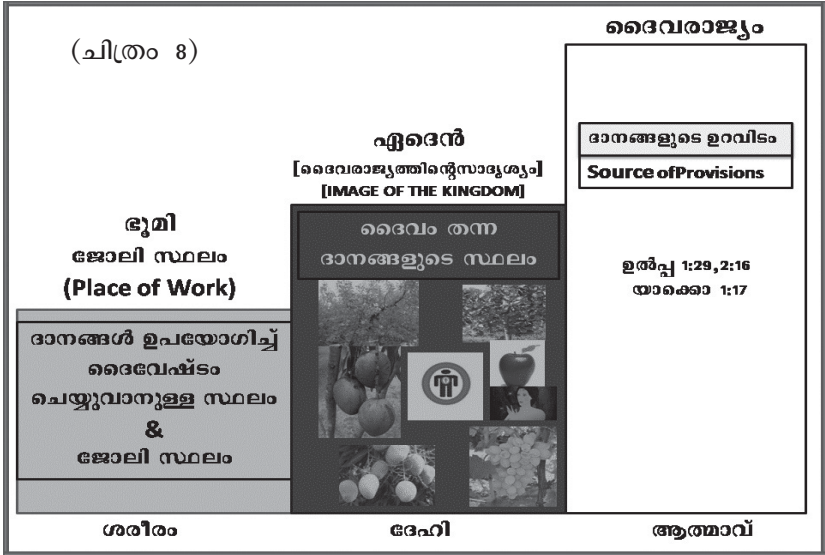 (ചിത്രം 8)
ദൈവരാജ്യം
ദാനങ്ങളുടെ ഉറവിടം
Source ofProvisions
ഉൽപ്പ 1:29,2:16
യാക്കൊ 1:17
ഏദെൻ
[ദൈവരാജ്യത്തിന്റെസാദൃശ്യം]
[IMAGE OF THE KINGDOM]
ദൈവം തന്ന
ദാനങ്ങളുടെ സ്ഥലം
ഭൂമി
ജോലി സ്ഥലം
(Place of Work)
ദാനങ്ങൾ ഉപയോഗിച്ച്
ദൈവേഷ്ടം
ചെയ്യുവാനുള്ള സ്ഥലം
&
ജോലി സ്ഥലം
ശരീരം
ദേഹി
ആത്മാവ്